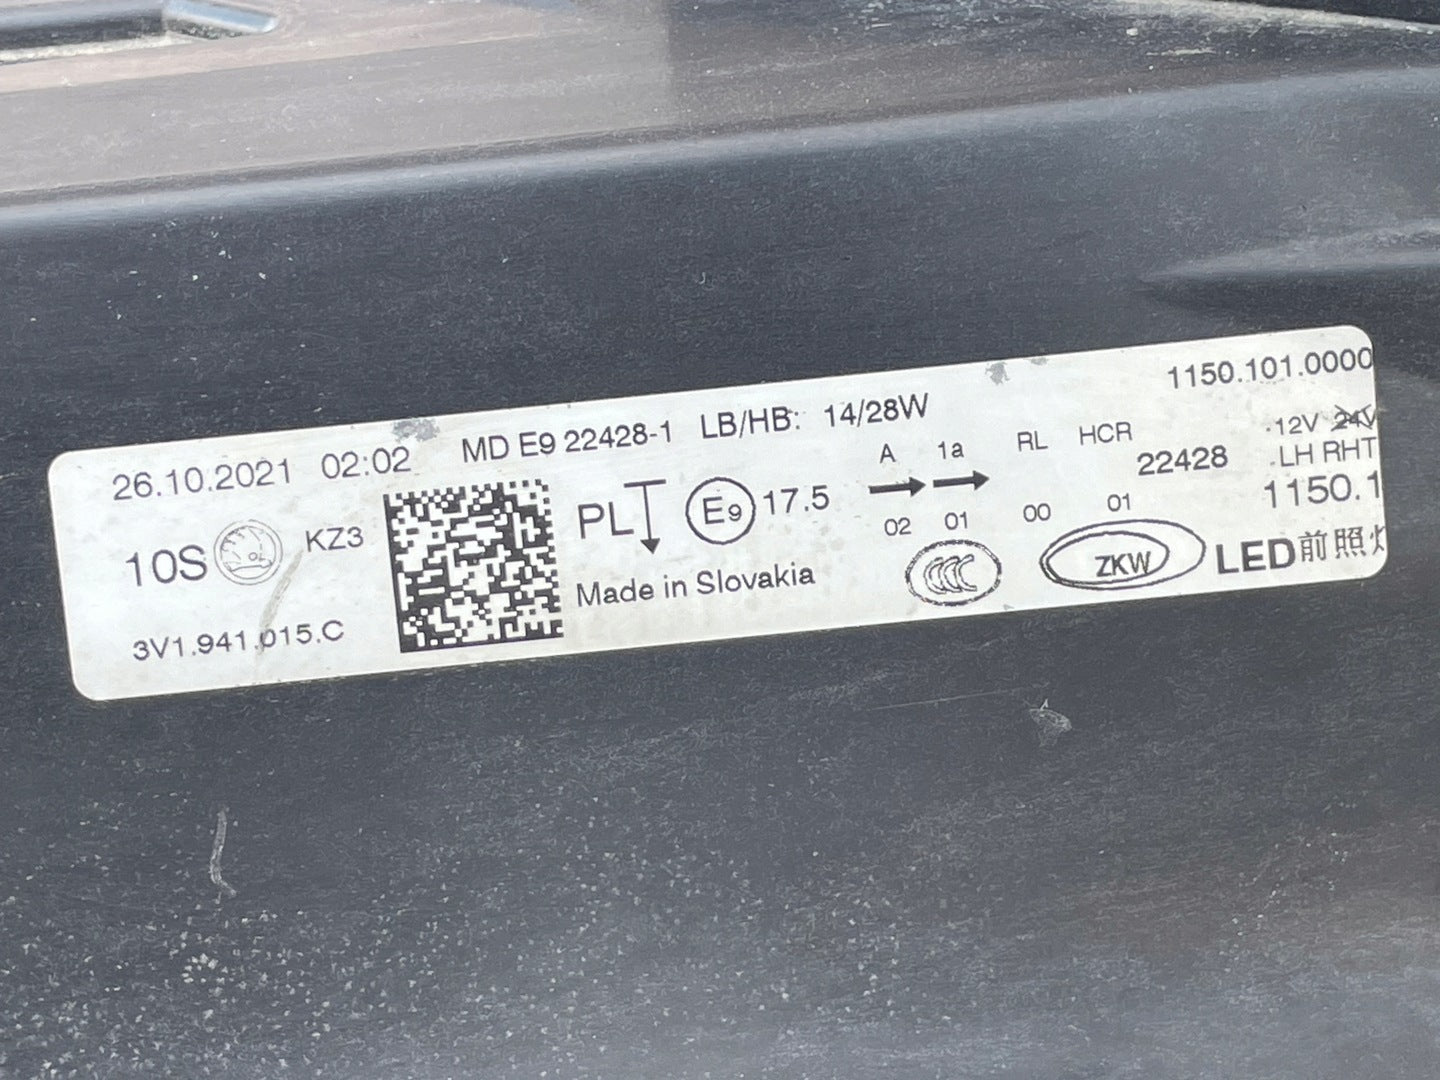 26.10.2021 02:02 MD E9 22428-1 LB/HB: 14/28W 1150.101.0000
10S KZ3
3V1.941.015.C
PL E9 17.5
Made in Slovakia
A 1a RL HCR
02 01 00 01
22428
12V 24V
LH RHT
1150.1
CCC ZKW LED前照灯